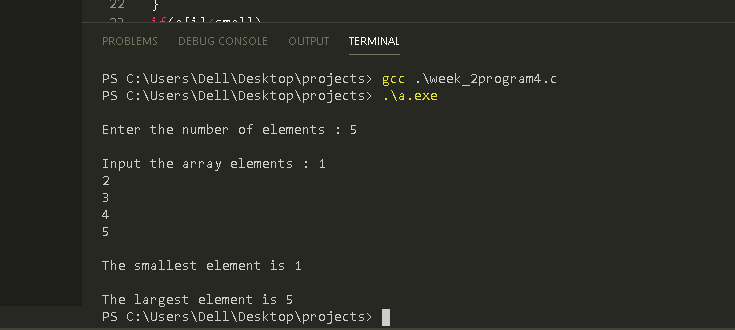 22 }
23 if(a[i]<small)
PROBLEMS DEBUG CONSOLE OUTPUT TERMINAL
PS C:\Users\Dell\Desktop\projects> gcc .\week_2program4.c
PS C:\Users\Dell\Desktop\projects> .\a.exe
Enter the number of elements : 5
Input the array elements : 1
2
3
4
5
The smallest element is 1
The largest element is 5
PS C:\Users\Dell\Desktop\projects>